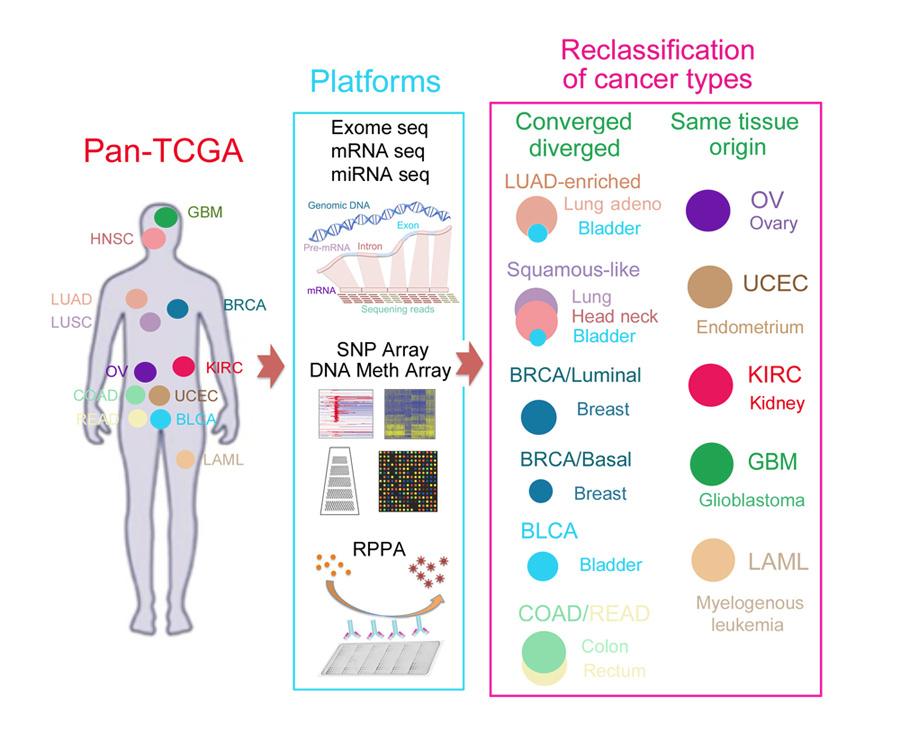 Pan-TCGA
GBM
HNSC
LUAD
BRCA
LUSC
OV
KIRC
COAD
UCEC
READ
BLCA
LAML
Platforms
Exome seq
mRNA seq
miRNA seq
Genomic DNA
Exon
Pre-mRNA
Intron
mRNA
Sequencing reads
SNP Array
DNA Meth Array
RPPA
Reclassification
of cancer types
Converged
diverged
LUAD-enriched
Lung adeno
Bladder
Squamous-like
Lung
Head neck
Bladder
BRCA/Luminal
Breast
BRCA/Basal
Breast
BLCA
Bladder
COAD/READ
Colon
Rectum
Same tissue
origin
OV
Ovary
UCEC
Endometrium
KIRC
Kidney
GBM
Glioblastoma
LAML
Myelogenous
leukemia